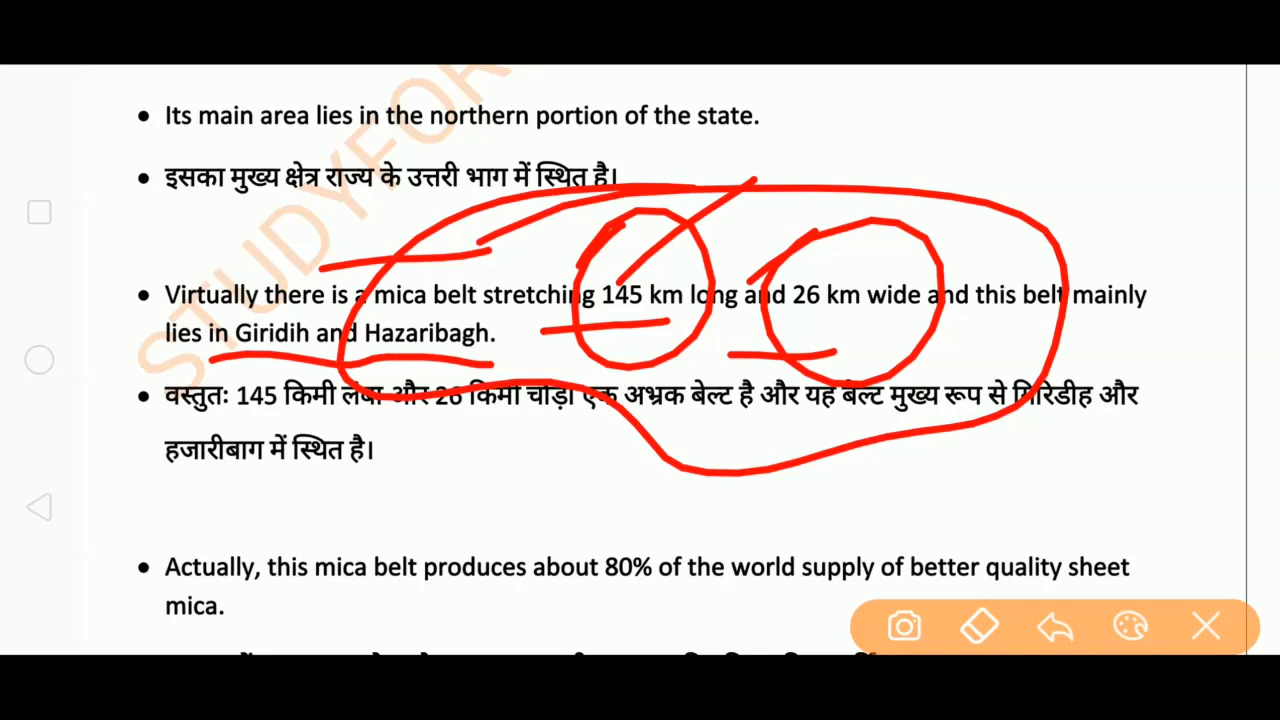 • Its main area lies in the northern portion of the state.
• इसका मुख्य क्षेत्र राज्य के उत्तरी भाग में स्थित है।
• Virtually there is a mica belt stretching 145 km long and 26 km wide and this belt mainly
lies in Giridih and Hazaribagh.
• वस्तुतः 145 किमी लंबा और 26 किमी चौड़ा एक अभ्रक बेल्ट है और यह बेल्ट मुख्य रूप से गिरिडीह और
हजारीबाग में स्थित है।
• Actually, this mica belt produces about 80% of the world supply of better quality sheet
mica.
STUDYFOR